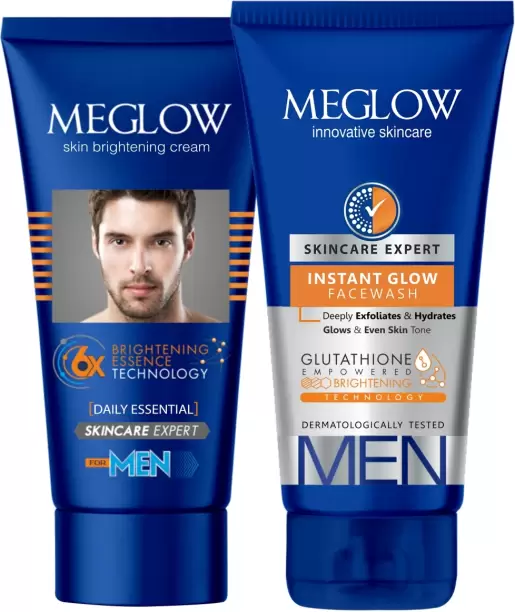 MEGLOW
skin brightening cream
6x
BRIGHTENING
ESSENCE
TECHNOLOGY
[DAILY ESSENTIAL]
SKINCARE EXPERT
FOR MEN
MEGLOW
innovative skincare
SKINCARE EXPERT
INSTANT GLOW
FACEWASH
Deeply Exfoliates & Hydrates
Glows & Even Skin Tone
GLUTATHIONE
EMPOWERED
BRIGHTENING
TECHNOLOGY
DERMATOLOGICALLY TESTED
MEN